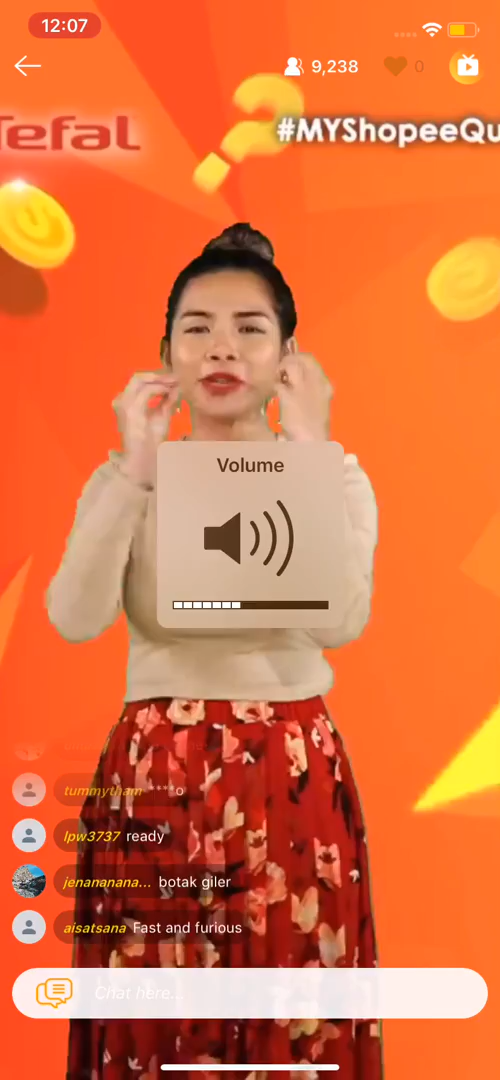 12:07
9,238
0
Tefal
#MYShopeeQu
Volume
tummytham ****o
lpw3737 ready
jenananana... botak giler
aisatsana Fast and furious
Chat here...